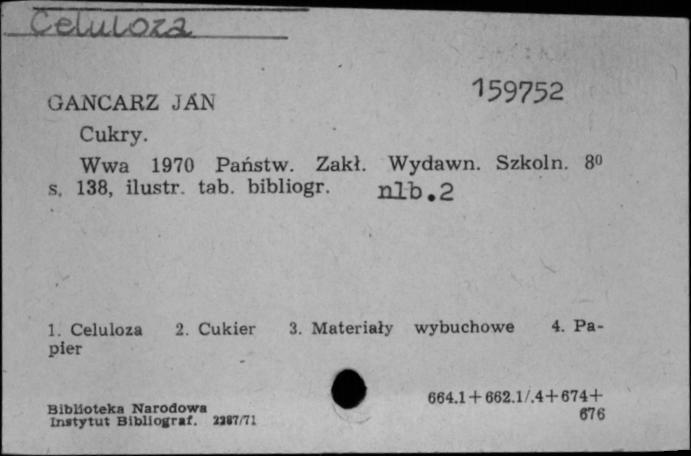 Celuloza
159752
GANCARZ JAN
Cukry.
Wwa 1970 Państw. Zakł. Wydawn. Szkoln. 8⁰
s. 138, ilustr. tab. bibliogr. nlb.2
1. Celuloza 2. Cukier 3. Materiały wybuchowe 4. Pa-
pier
664.1+662.1/.4+674+
676
Biblioteka Narodowa
Instytut Bibliograf. 2287/71